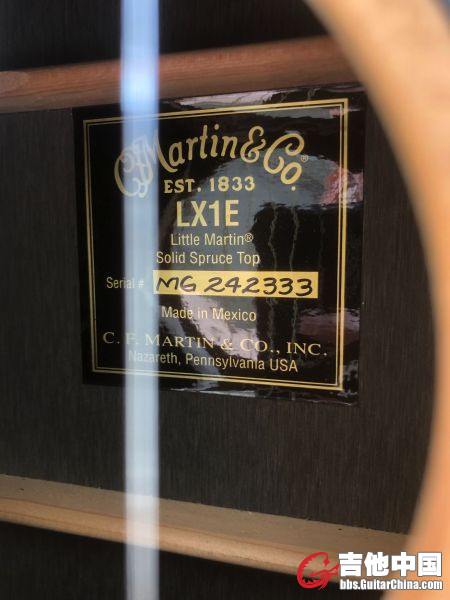 CFMartin & Co.®
EST. 1833
LX1E
Little Martin®
Solid Spruce Top
Serial # MG 242333
Made in Mexico
C. F. MARTIN & CO., INC.
Nazareth, Pennsylvania USA
吉他中国
bbs.GuitarChina.com